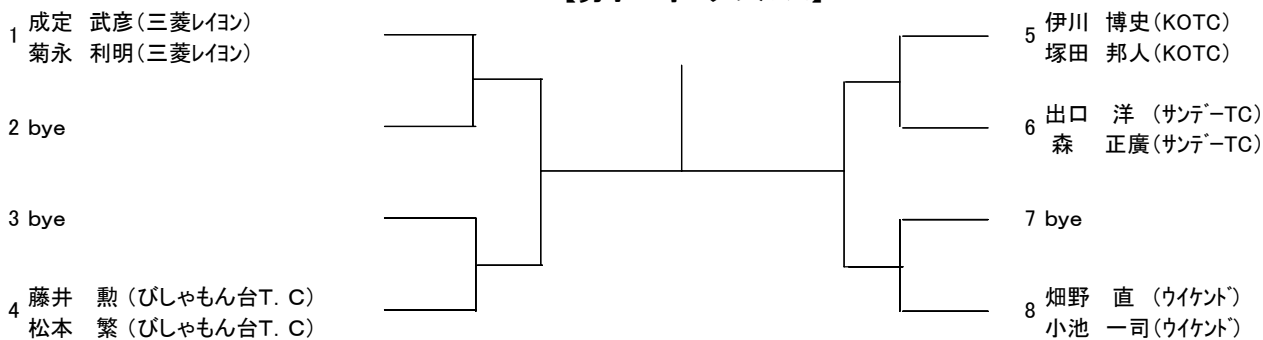 1 成定 武彦(三菱ﾚｲﾖﾝ)
菊永 利明(三菱ﾚｲﾖﾝ)
2 bye
3 bye
4 藤井 勲(びしゃもん台T. C)
松本 繁(びしゃもん台T. C)
5 伊川 博史(KOTC)
塚田 邦人(KOTC)
6 出口 洋 (ｻﾝﾃﾞｰTC)
森 正廣(ｻﾝﾃﾞｰTC)
7 bye
8 畑野 直 (ｳｲｹﾝﾄﾞ)
小池 一司(ｳｲｹﾝﾄﾞ)